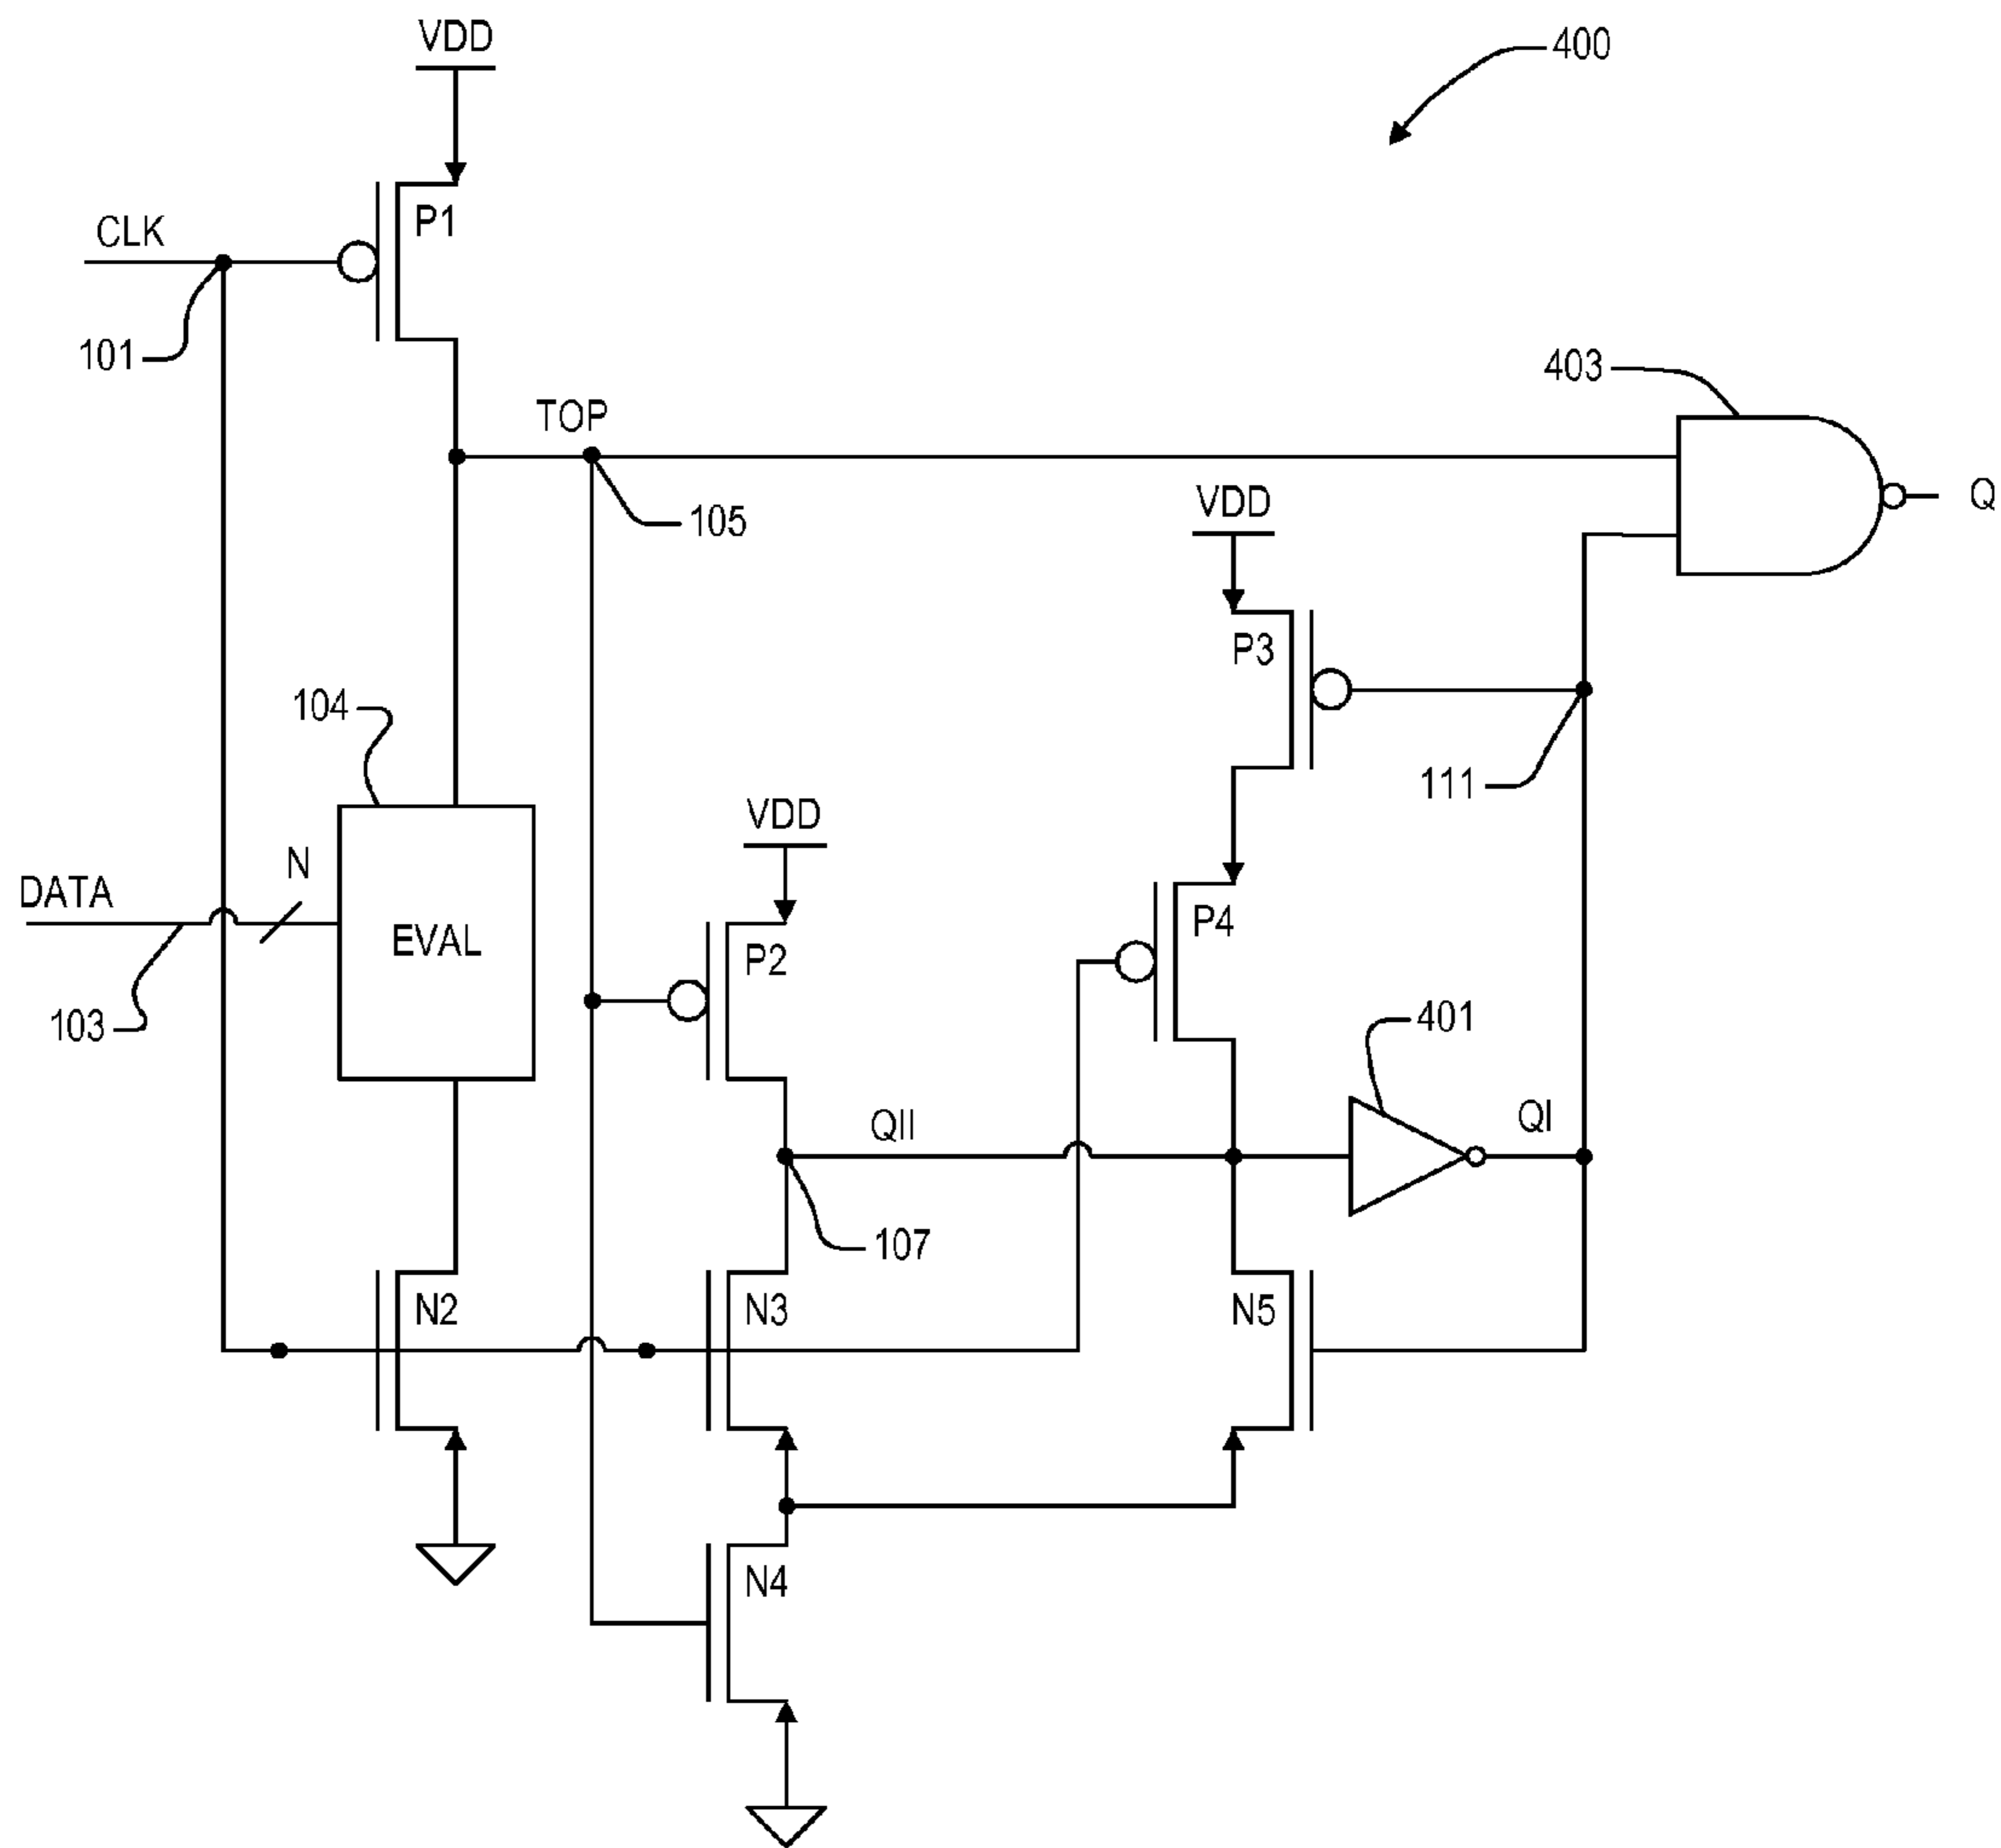 VDD
400
P1
CLK
101
403
TOP
Q
VDD
105
P3
104
111
VDD
N
DATA
P4
EVAL
P2
103
401
QII
QI
107
N2
N3
N5
N4